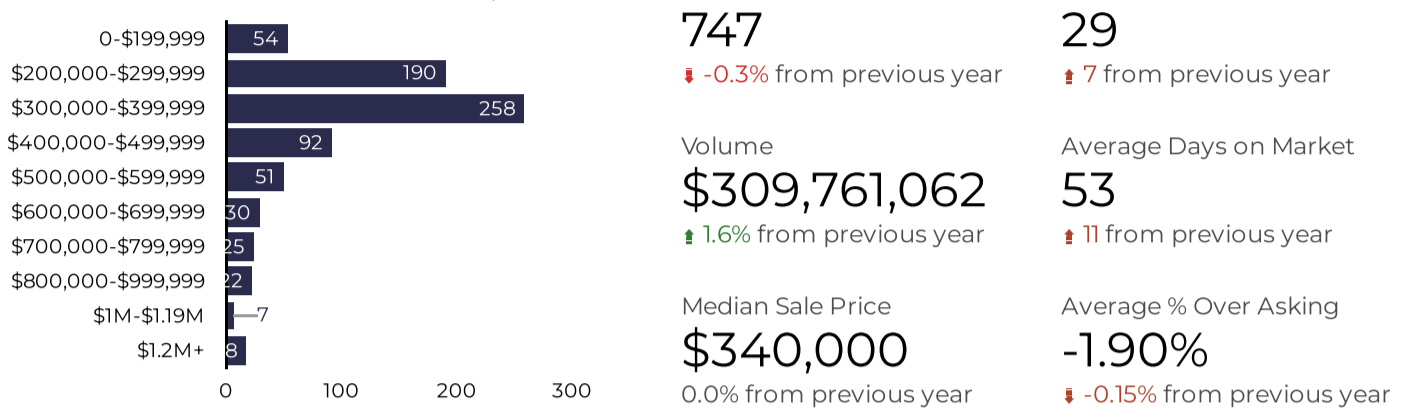 0-$199,999 54
$200,000-$299,999 190
$300,000-$399,999 258
$400,000-$499,999 92
$500,000-$599,999 51
$600,000-$699,999 30
$700,000-$799,999 25
$800,000-$999,999 22
$1M-$1.19M 7
$1.2M+ 8
0 100 200 300
747
-0.3% from previous year
Volume
$309,761,062
1.6% from previous year
Median Sale Price
$340,000
0.0% from previous year
29
7 from previous year
Average Days on Market
53
11 from previous year
Average % Over Asking
-1.90%
-0.15% from previous year